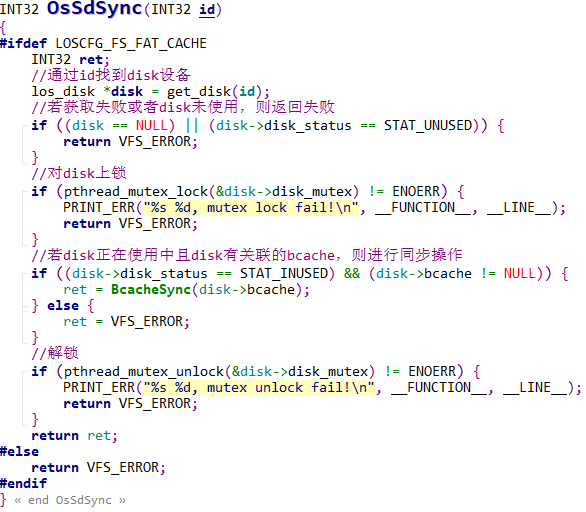 INT32 OsSdSync(INT32 id)
{
#ifdef LOSCFG_FS_FAT_CACHE
    INT32 ret;
    //通过id找到disk设备
    los_disk *disk = get_disk(id);
    //若获取失败或者disk未使用，则返回失败
    if ((disk == NULL) || (disk->disk_status == STAT_UNUSED)) {
        return VFS_ERROR;
    }
    //对disk上锁
    if (pthread_mutex_lock(&disk->disk_mutex) != ENOERR) {
        PRINT_ERR("%s %d, mutex lock fail!\n", __FUNCTION__, __LINE__);
        return VFS_ERROR;
    }
    //若disk正在使用中且disk有关联的bcache，则进行同步操作
    if ((disk->disk_status == STAT_INUSED) && (disk->bcache != NULL)) {
        ret = BcacheSync(disk->bcache);
    } else {
        ret = VFS_ERROR;
    }
    //解锁
    if (pthread_mutex_unlock(&disk->disk_mutex) != ENOERR) {
        PRINT_ERR("%s %d, mutex unlock fail!\n", __FUNCTION__, __LINE__);
        return VFS_ERROR;
    }
    return ret;
#else
    return VFS_ERROR;
#endif
} « end OsSdSync »